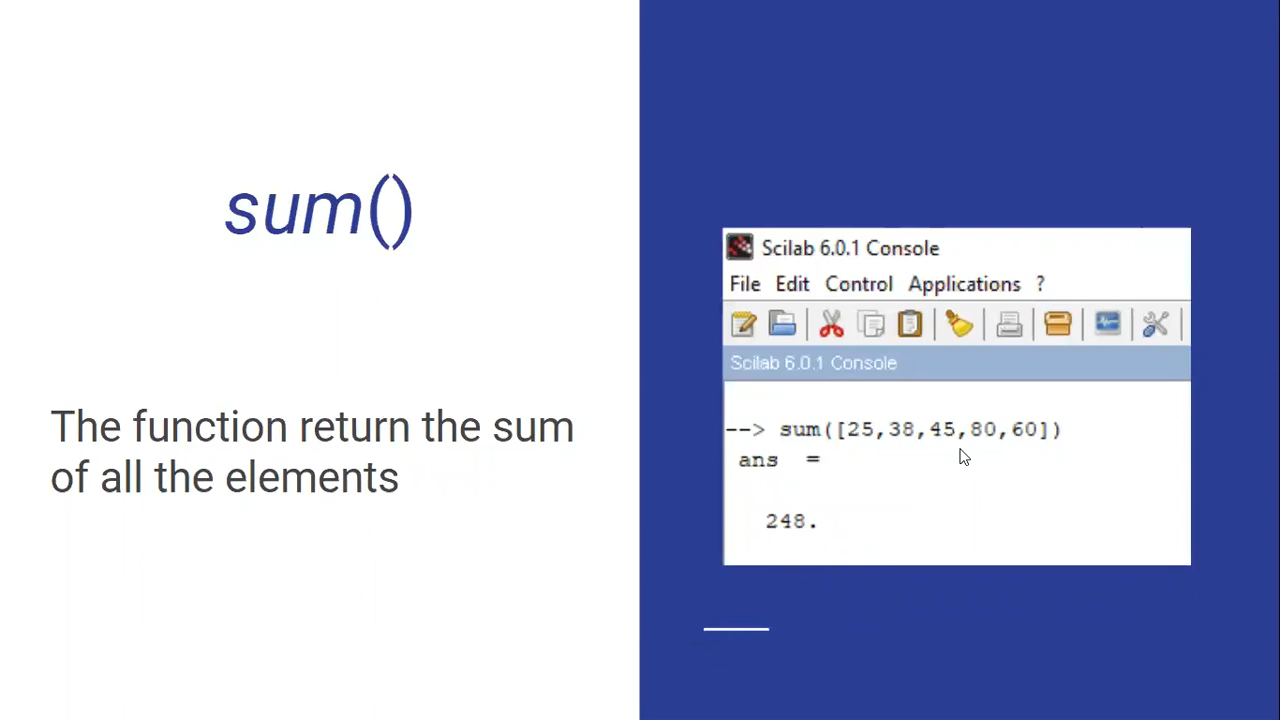 sum()
The function return the sum
of all the elements
Scilab 6.0.1 Console
File Edit Control Applications ?
Scilab 6.0.1 Console
--> sum([25,38,45,80,60])
ans =
248.